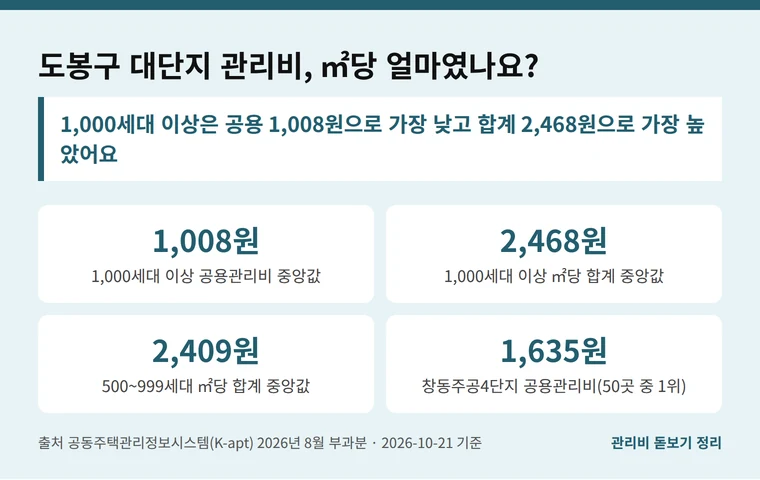 도봉구 대단지 관리비, ㎡당 얼마였나요?
1,000세대 이상은 공용 1,008원으로 가장 낮고 합계 2,468원으로 가장 높
았어요
1,008원
1,000세대 이상 공용관리비 중앙값
2,468원
1,000세대 이상 ㎡당 합계 중앙값
2,409원
500~999세대 ㎡당 합계 중앙값
1,635원
창동주공4단지 공용관리비(50곳 중 1위)
출처 공동주택관리정보시스템(K-apt) 2026년 8월 부과분 · 2026-10-21 기준
관리비 돋보기 정리